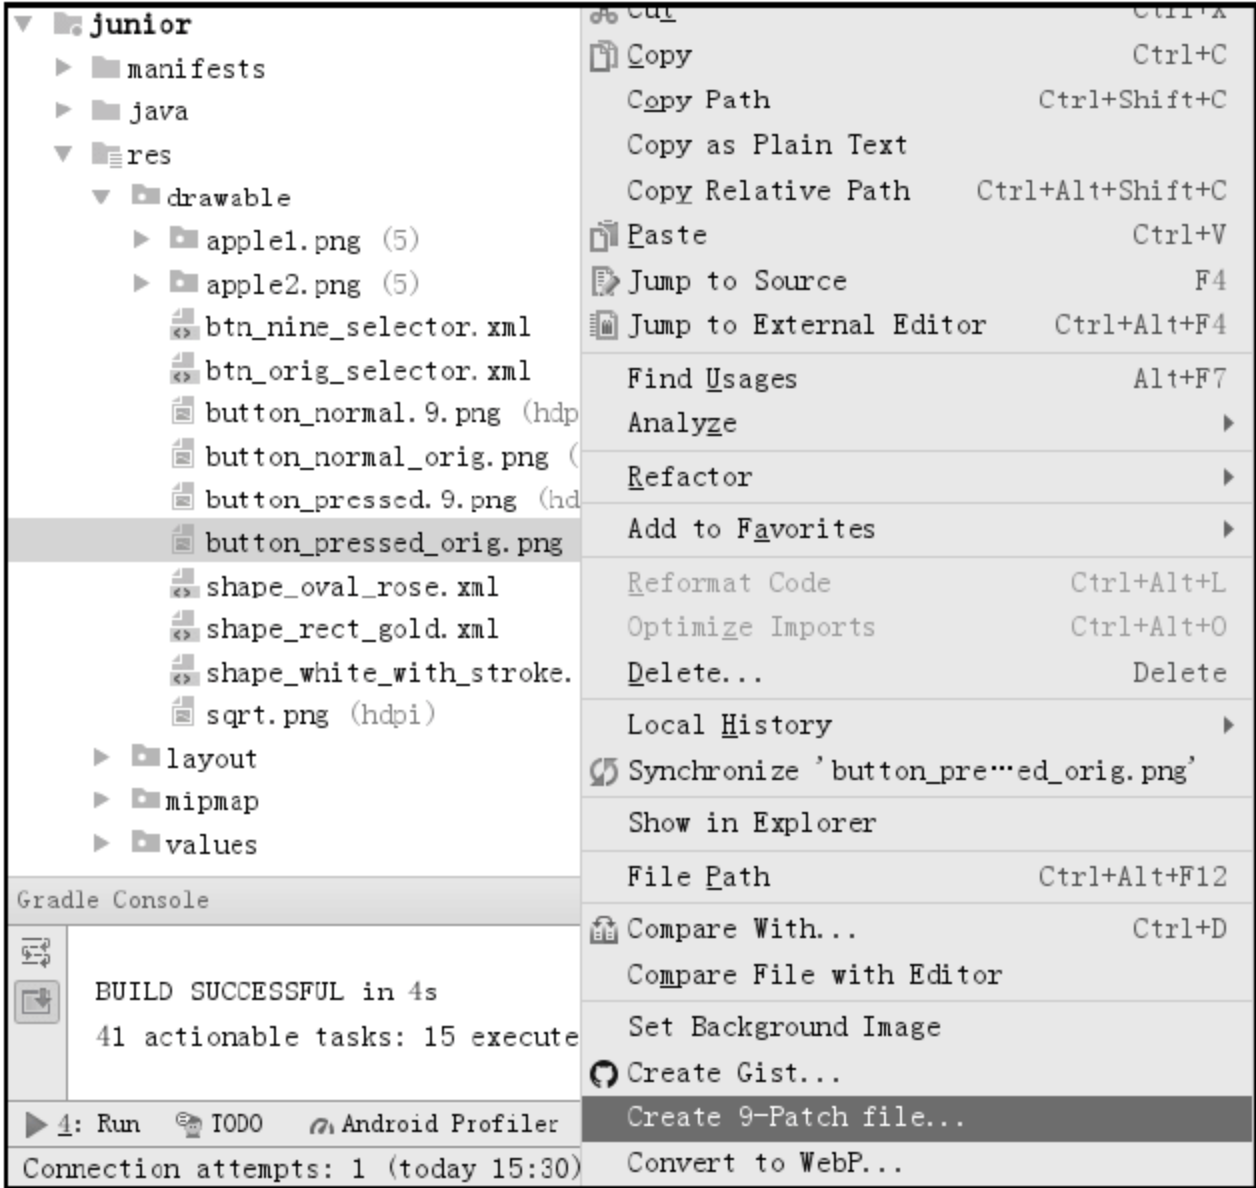 junior
manifests
java
res
drawable
apple1.png (5)
apple2.png (5)
btn_nine_selector.xml
btn_orig_selector.xml
button_normal.9.png (hdp
button_normal_orig.png (
button_pressed.9.png (hd
button_pressed_orig.png
shape_oval_rose.xml
shape_rect_gold.xml
shape_white_with_stroke.
sqrt.png (hdpi)
layout
mipmap
values
Gradle Console
BUILD SUCCESSFUL in 4s
41 actionable tasks: 15 execute
4: Run TODO Android Profiler
Connection attempts: 1 (today 15:30)
Cut Ctrl+X
Copy Ctrl+C
Copy Path Ctrl+Shift+C
Copy as Plain Text
Copy Relative Path Ctrl+Alt+Shift+C
Paste Ctrl+V
Jump to Source F4
Jump to External Editor Ctrl+Alt+F4
Find Usages Alt+F7
Analyze
Refactor
Add to Favorites
Reformat Code Ctrl+Alt+L
Optimize Imports Ctrl+Alt+O
Delete... Delete
Local History
Synchronize 'button_pre…ed_orig.png'
Show in Explorer
File Path Ctrl+Alt+F12
Compare With... Ctrl+D
Compare File with Editor
Set Background Image
Create Gist...
Create 9-Patch file...
Convert to WebP...